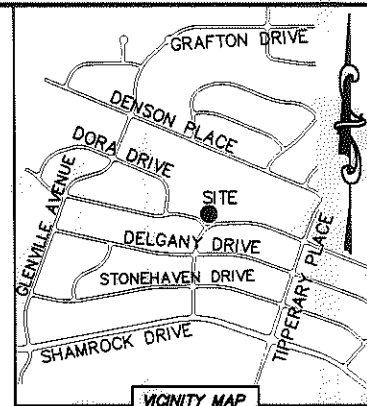 GRAFTON DRIVE
DENSON PLACE
DORA DRIVE
SITE
GLENVILLE AVENUE
DELGANY DRIVE
STONEHAVEN DRIVE
TIPPERARY PLACE
SHAMROCK DRIVE
VICINITY MAP